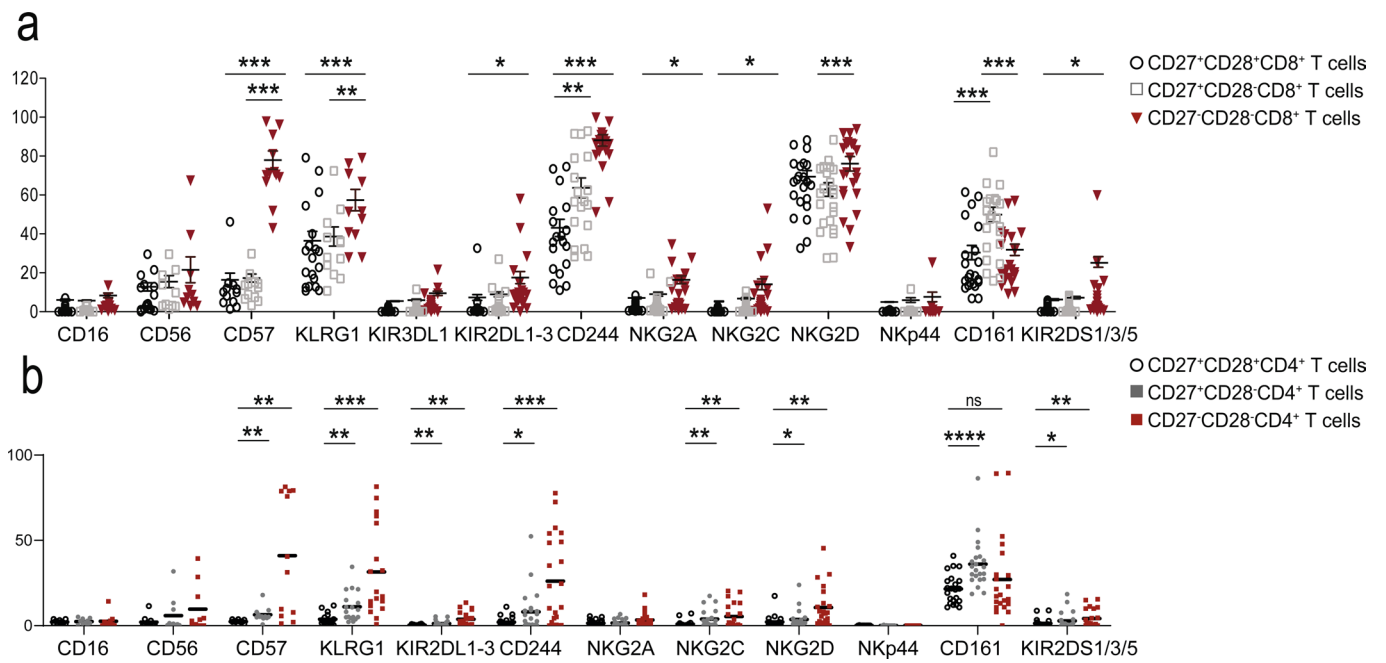 a
*** *** * *** * * *** *** *
*** ** ** ***
CD27⁺CD28⁺CD8⁺ T cells
CD27⁺CD28⁻CD8⁺ T cells
CD27⁻CD28⁻CD8⁺ T cells
120
100
80
60
40
20
0
CD16 CD56 CD57 KLRG1 KIR3DL1 KIR2DL1-3 CD244 NKG2A NKG2C NKG2D NKp44 CD161 KIR2DS1/3/5
b
CD27⁺CD28⁺CD4⁺ T cells
CD27⁺CD28⁻CD4⁺ T cells
CD27⁻CD28⁻CD4⁺ T cells
** *** ** *** ** ** ns **
** ** ** * ** * **** *
100
50
0
CD16 CD56 CD57 KLRG1 KIR2DL1-3 CD244 NKG2A NKG2C NKG2D NKp44 CD161 KIR2DS1/3/5